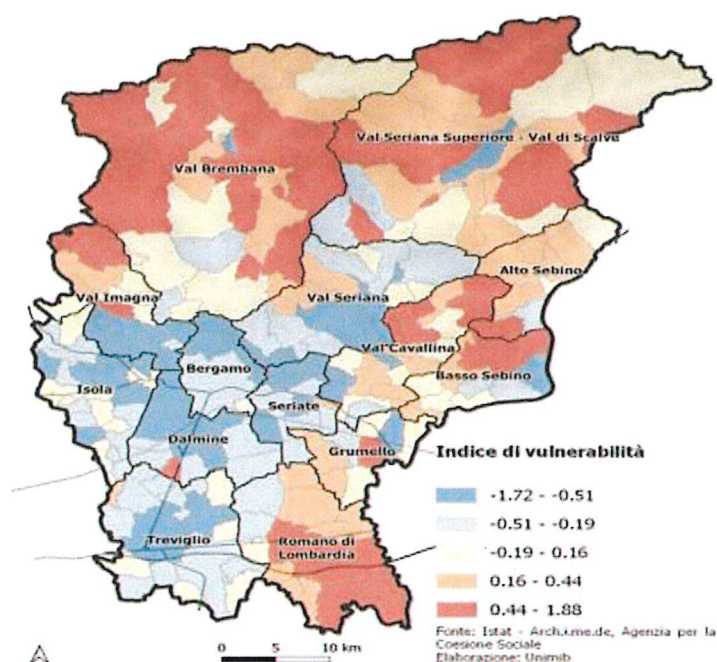 Val Seriana Superiore - Val di Scalve
Val Brembana
Alto Sebino
Val Imagna
Val Seriana
Val Cavallina
Bergamo
Basso Sebino
Isola
Seriate
Dalmine
Grumello
Treviglio
Romano di
Lombardia
Indice di vulnerabilità
-1.72 - -0.51
-0.51 - -0.19
-0.19 - 0.16
0.16 - 0.44
0.44 - 1.88
Fonte: Istat - Arch.i.me.de, Agenzia per la
Coesione Sociale
Elaborazione: Unimib
0 5 10 km